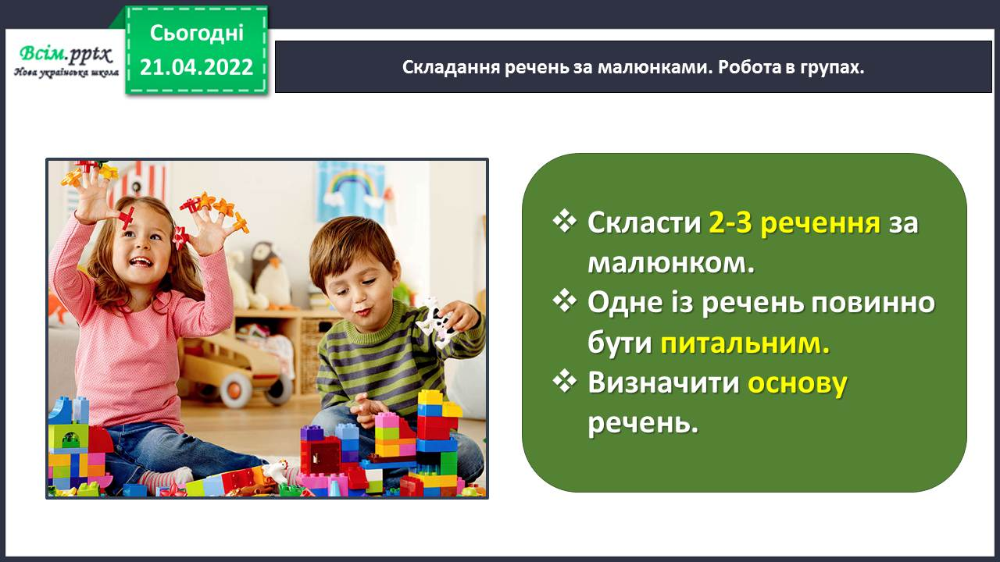 Всім.pptx
Нова українська школа
Сьогодні
21.04.2022
Складання речень за малюнками. Робота в групах.
❖ Скласти 2-3 речення за
малюнком.
❖ Одне із речень повинно
бути питальним.
❖ Визначити основу
речень.